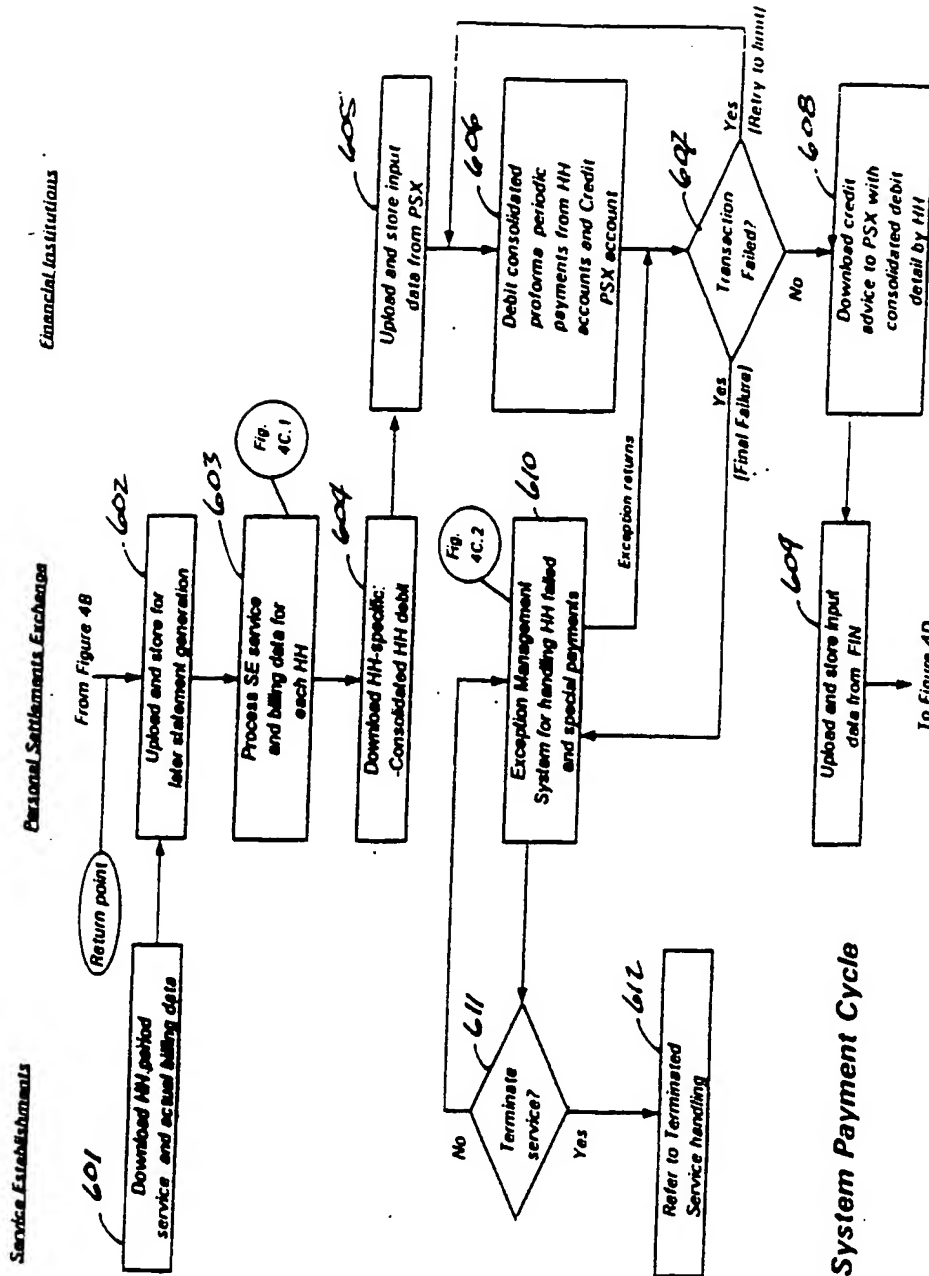 Service Establishments
Personal Settlements Exchange
Financial Institutions
From Figure 4B
Return point
601
Download HH period
service and actual billing data
602
Upload and store for
later statement generation
603
Process SE service
and billing data for
each HH
Fig.
4C.1
604
Download HH-specific:
-Consolidated HH debit
605
Upload and store input
data from PSX
606
Debit consolidated
proforma periodic
payments from HH
accounts and Credit
PSX account
607
Transaction
Failed?
Yes
[Retry to limit]
Yes
[Final Failure]
No
608
Download credit
advice to PSX with
consolidated debit
detail by HH
609
Upload and store input
data from FIN
To Figure 4D
Fig.
4C.2
610
Exception Management
System for handling HH failed
and special payments
Exception returns
611
Terminate
service?
No
Yes
612
Refer to Terminated
Service handling
System Payment Cycle